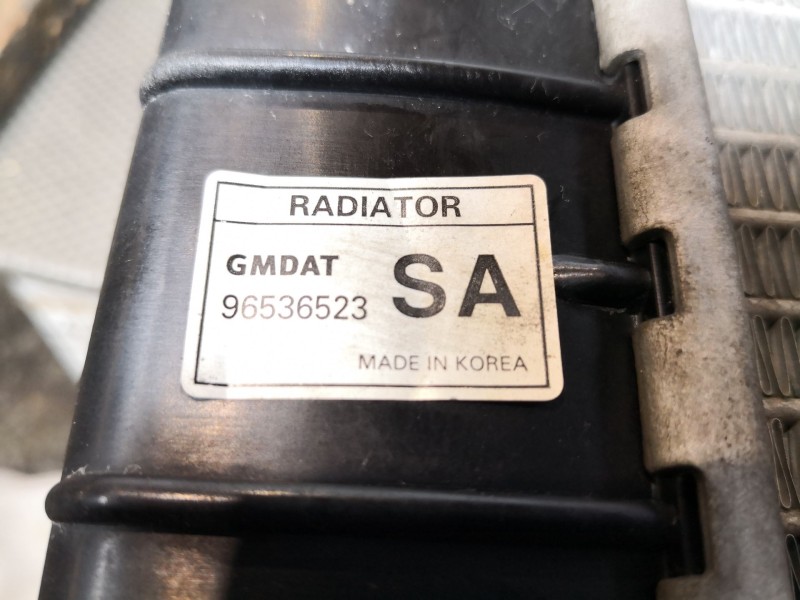 RADIATOR
GMDAT
96536523
SA
MADE IN KOREA